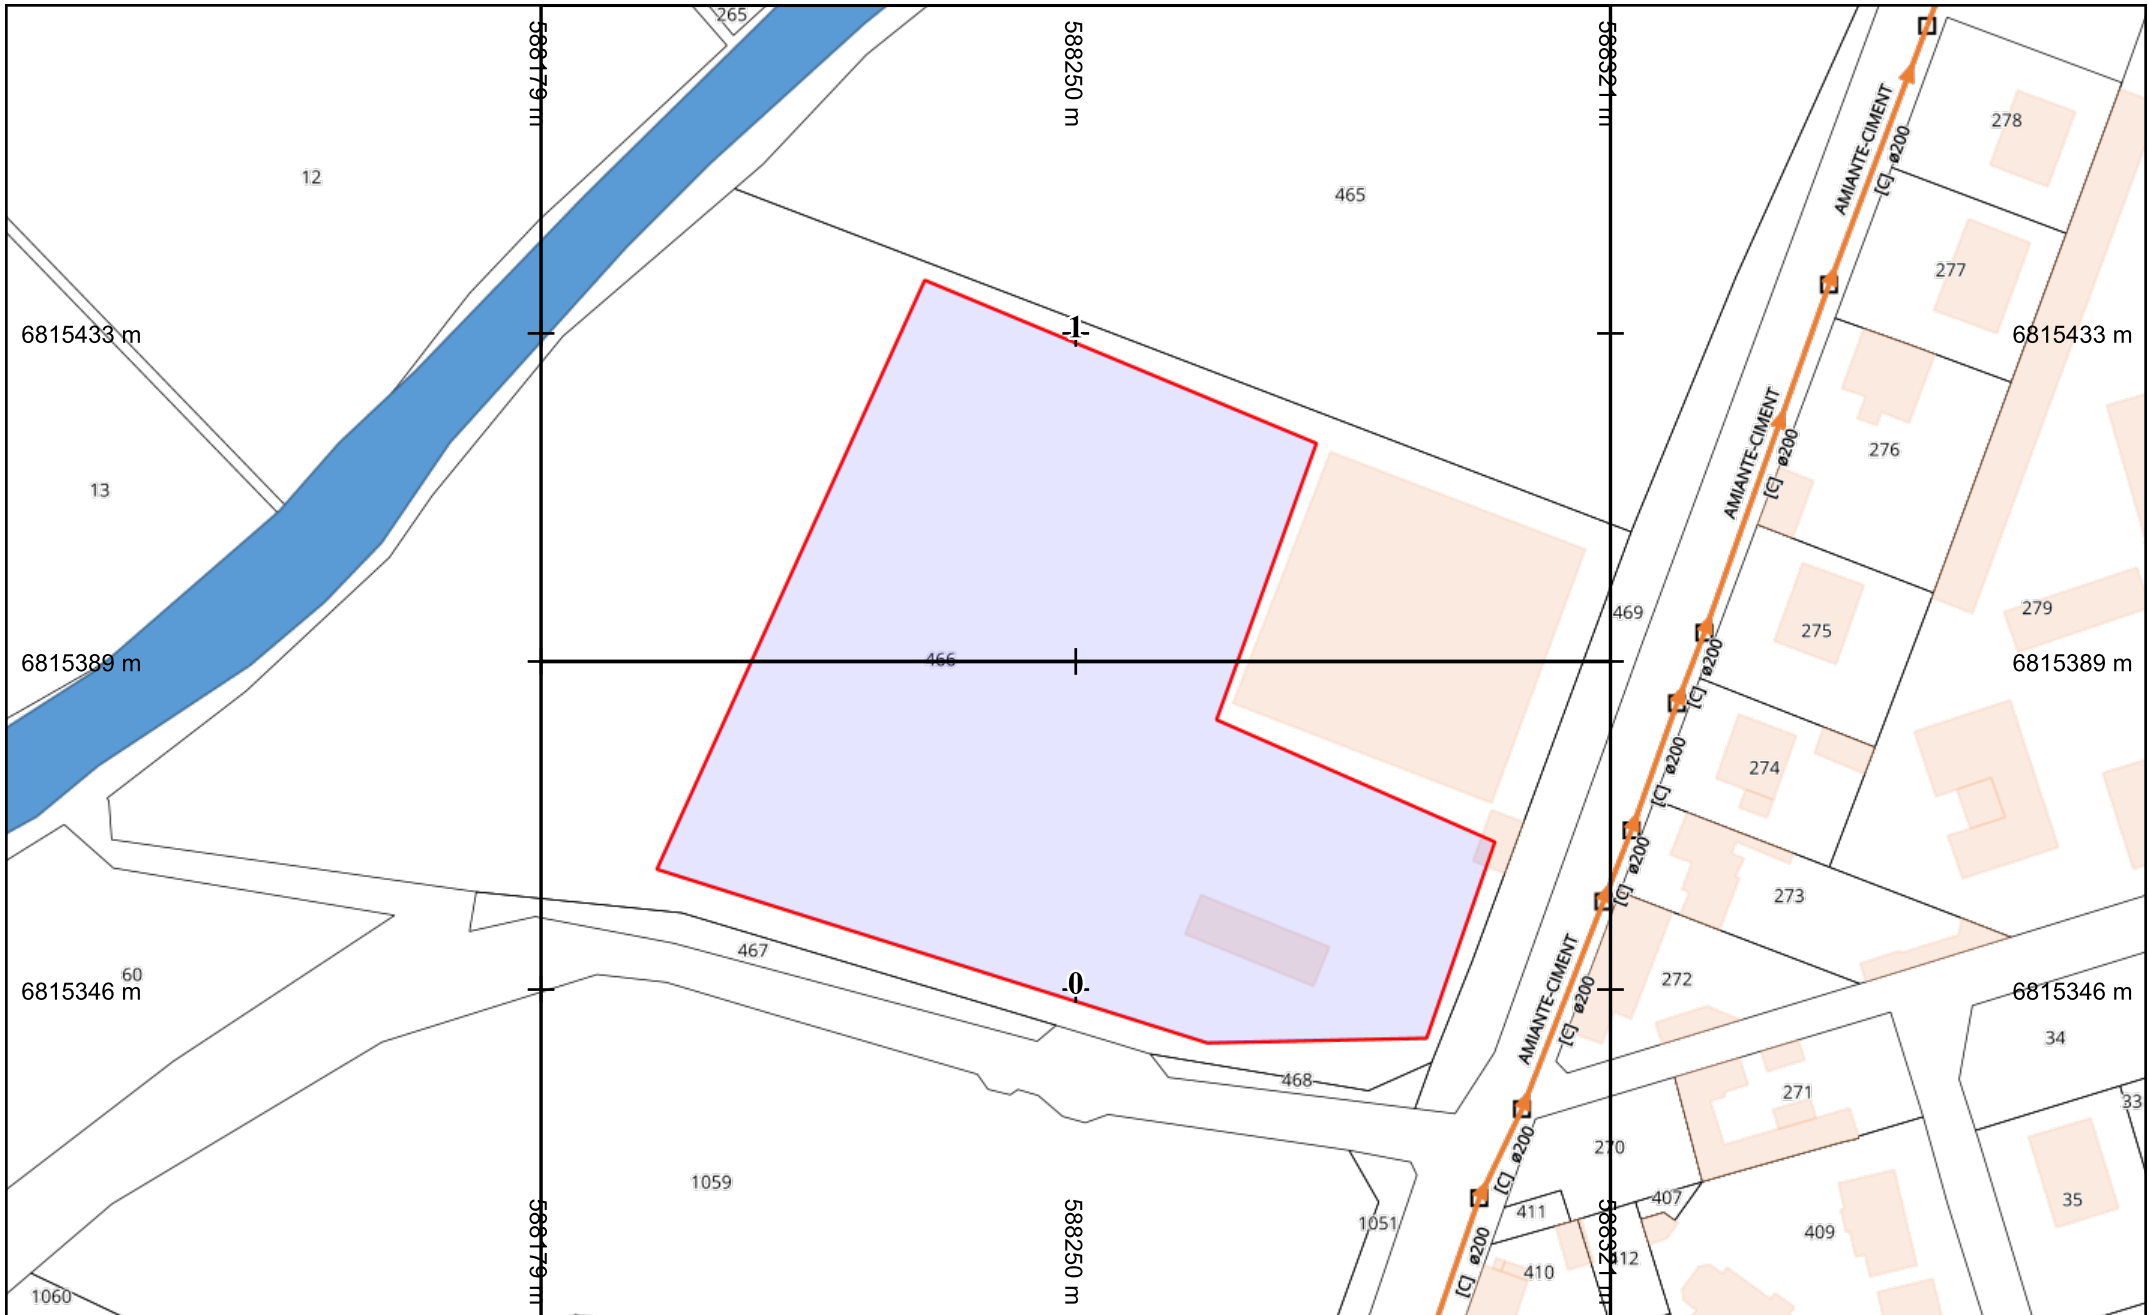 265
588179 m
588250 m
588321 m
AMIANTE-CIMENT
[C] ø200
278
12
465
277
6815433 m
-1-
6815433 m
AMIANTE-CIMENT
[C] ø200
276
13
469
279
275
466
6815389 m
6815389 m
[C] ø200
274
[C] ø200
[C] ø200
273
467
60
272
AMIANTE-CIMENT
[C] ø200
6815346 m
-0-
6815346 m
34
468
271
33
270
[C] ø200
1059
407
35
411
1051
409
412
410
[C] ø200
588179 m
588250 m
588321 m
1060